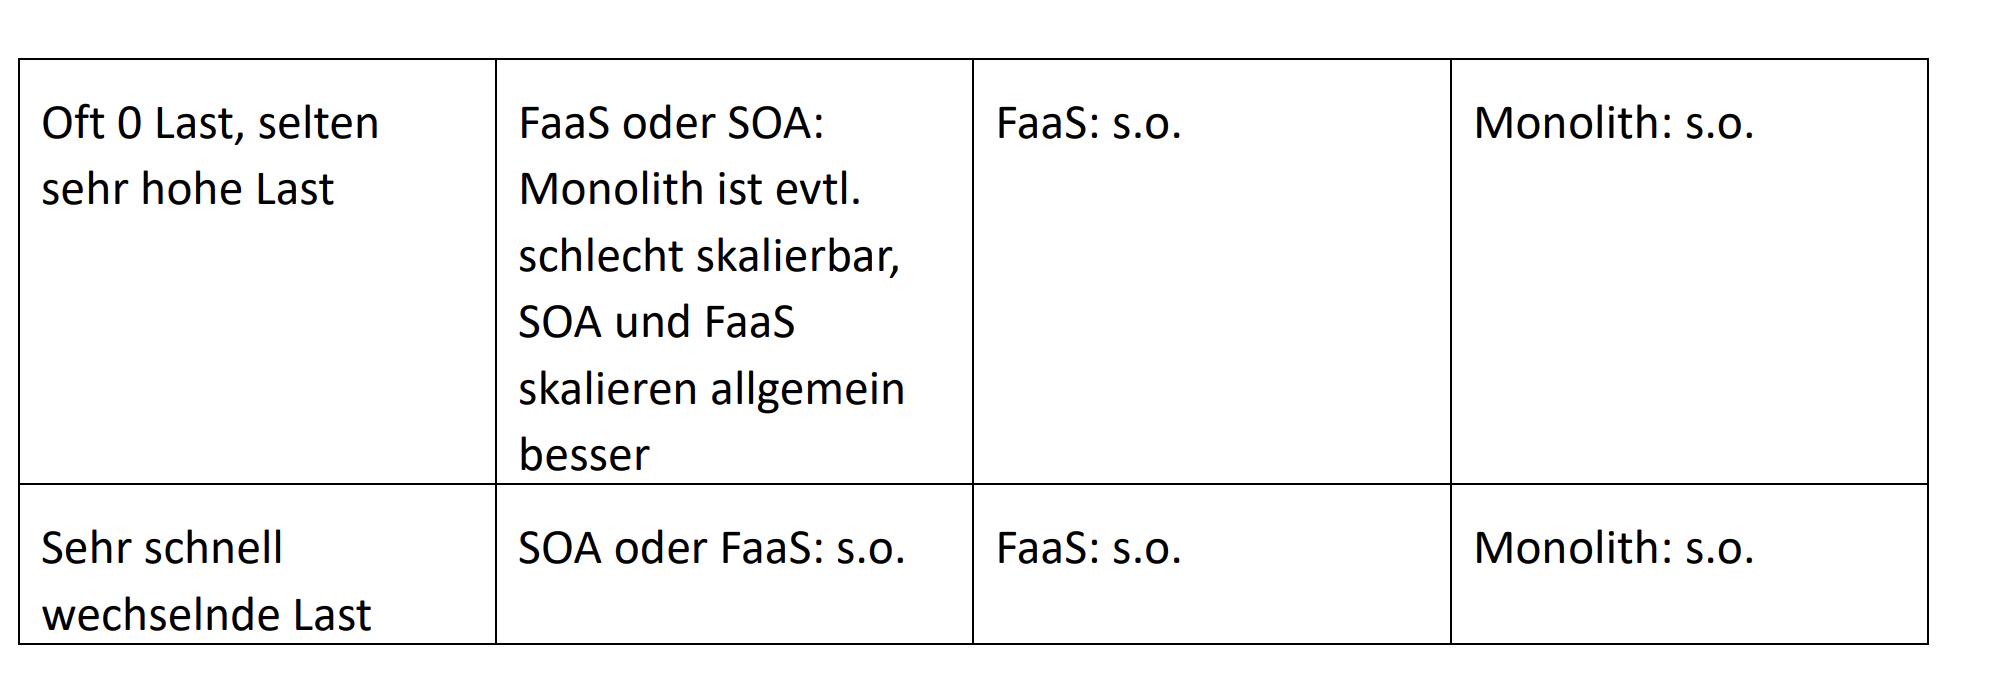 Oft 0 Last, selten
sehr hohe Last
FaaS oder SOA:
Monolith ist evtl.
schlecht skalierbar,
SOA und FaaS
skalieren allgemein
besser
FaaS: s.o.
Monolith: s.o.
Sehr schnell
wechselnde Last
SOA oder FaaS: s.o.
FaaS: s.o.
Monolith: s.o.